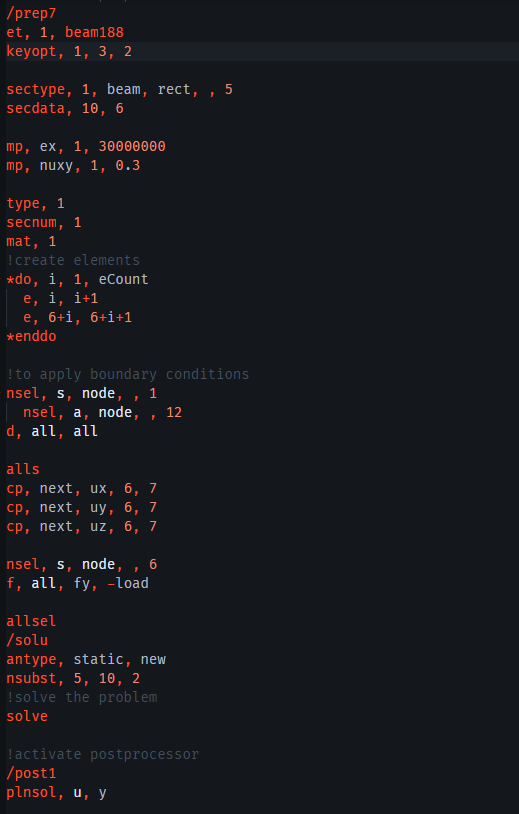 /prep7
et, 1, beam188
keyopt, 1, 3, 2
sectype, 1, beam, rect, , 5
secdata, 10, 6
mp, ex, 1, 30000000
mp, nuxy, 1, 0.3
type, 1
secnum, 1
mat, 1
!create elements
*do, i, 1, eCount
e, i, i+1
e, 6+i, 6+i+1
*enddo
!to apply boundary conditions
nsel, s, node, , 1
nsel, a, node, , 12
d, all, all
alls
cp, next, ux, 6, 7
cp, next, uy, 6, 7
cp, next, uz, 6, 7
nsel, s, node, , 6
f, all, fy, -load
allsel
/solu
antype, static, new
nsubst, 5, 10, 2
!solve the problem
solve
!activate postprocessor
/post1
plnsol, u, y